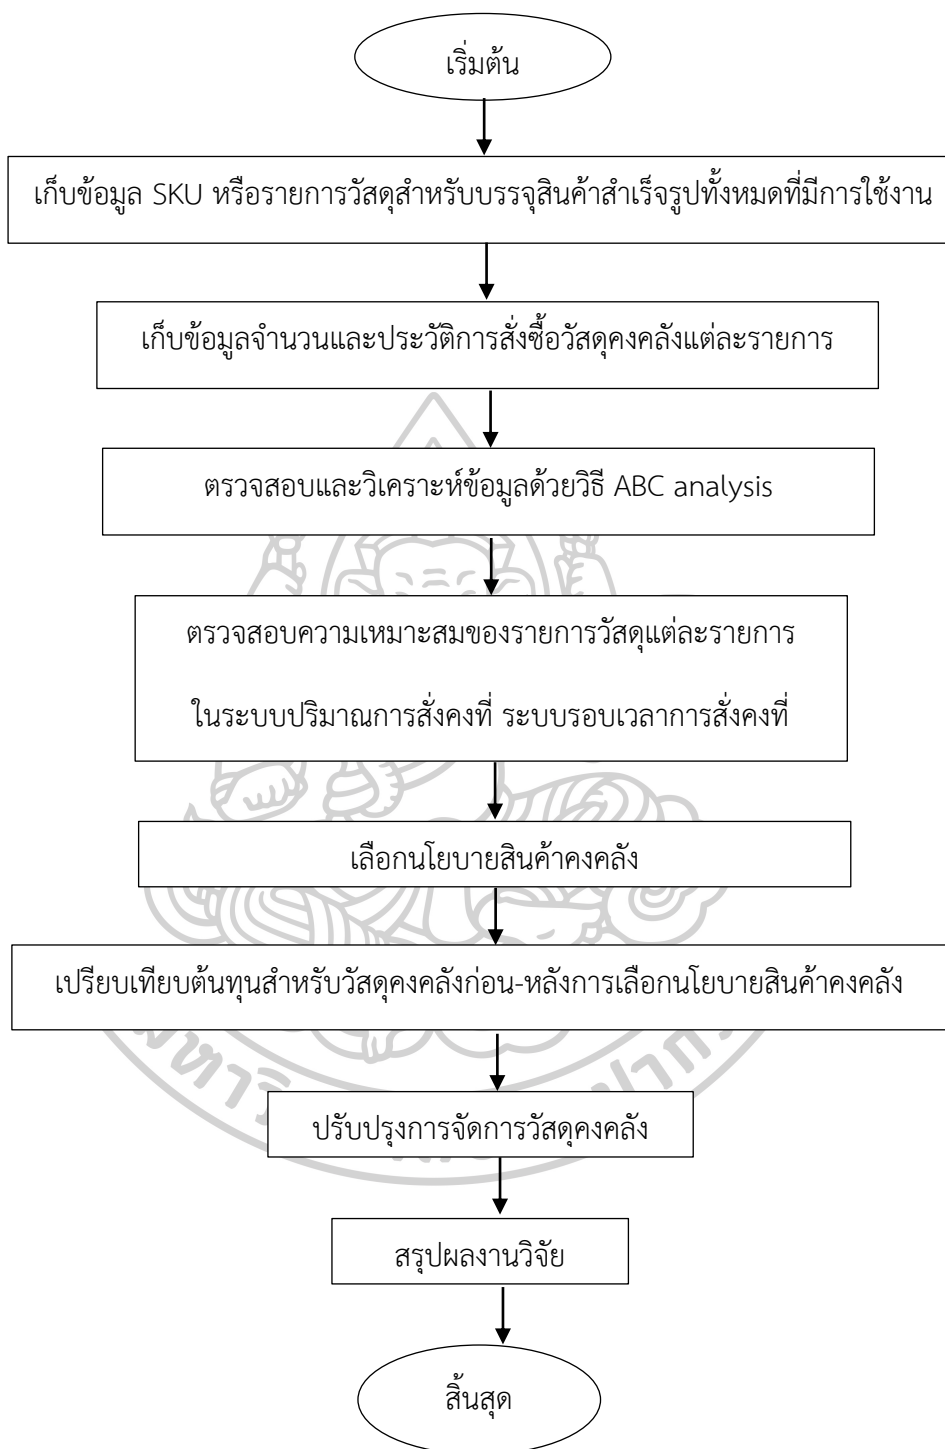 เริ่มต้น
เก็บข้อมูล SKU หรือรายการวัสดุสำหรับบรรจุสินค้าสำเร็จรูปทั้งหมดที่มีการใช้งาน
เก็บข้อมูลจำนวนและประวัติการสั่งซื้อวัสดุคงคลังแต่ละรายการ
ตรวจสอบและวิเคราะห์ข้อมูลด้วยวิธี ABC analysis
ตรวจสอบความเหมาะสมของรายการวัสดุแต่ละรายการ
ในระบบปริมาณการสั่งคงที่ ระบบรอบเวลาการสั่งคงที่
เลือกนโยบายสินค้าคงคลัง
เปรียบเทียบต้นทุนสำหรับวัสดุคงคลังก่อน-หลังการเลือกนโยบายสินค้าคงคลัง
ปรับปรุงการจัดการวัสดุคงคลัง
สรุปผลงานวิจัย
สิ้นสุด